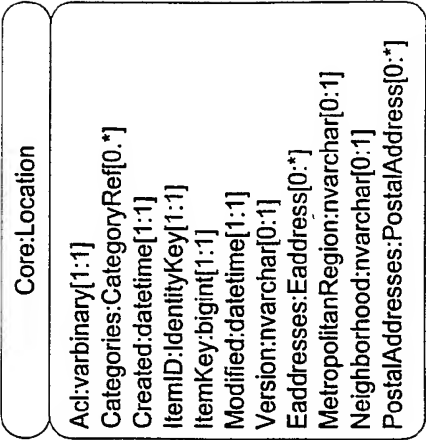 Core:Location
Acl:varbinary[1:1]
Categories:CategoryRef[0.*]
Created:datetime[1:1]
ItemID:IdentityKey[1:1]
ItemKey:bigint[1:1]
Modified:datetime[1:1]
Version:nvarchar[0:1]
Eaddresses:Eaddress[0:*]
MetropolitanRegion:nvarchar[0:1]
Neighborhood:nvarchar[0:1]
PostalAddresses:PostalAddress[0:*]